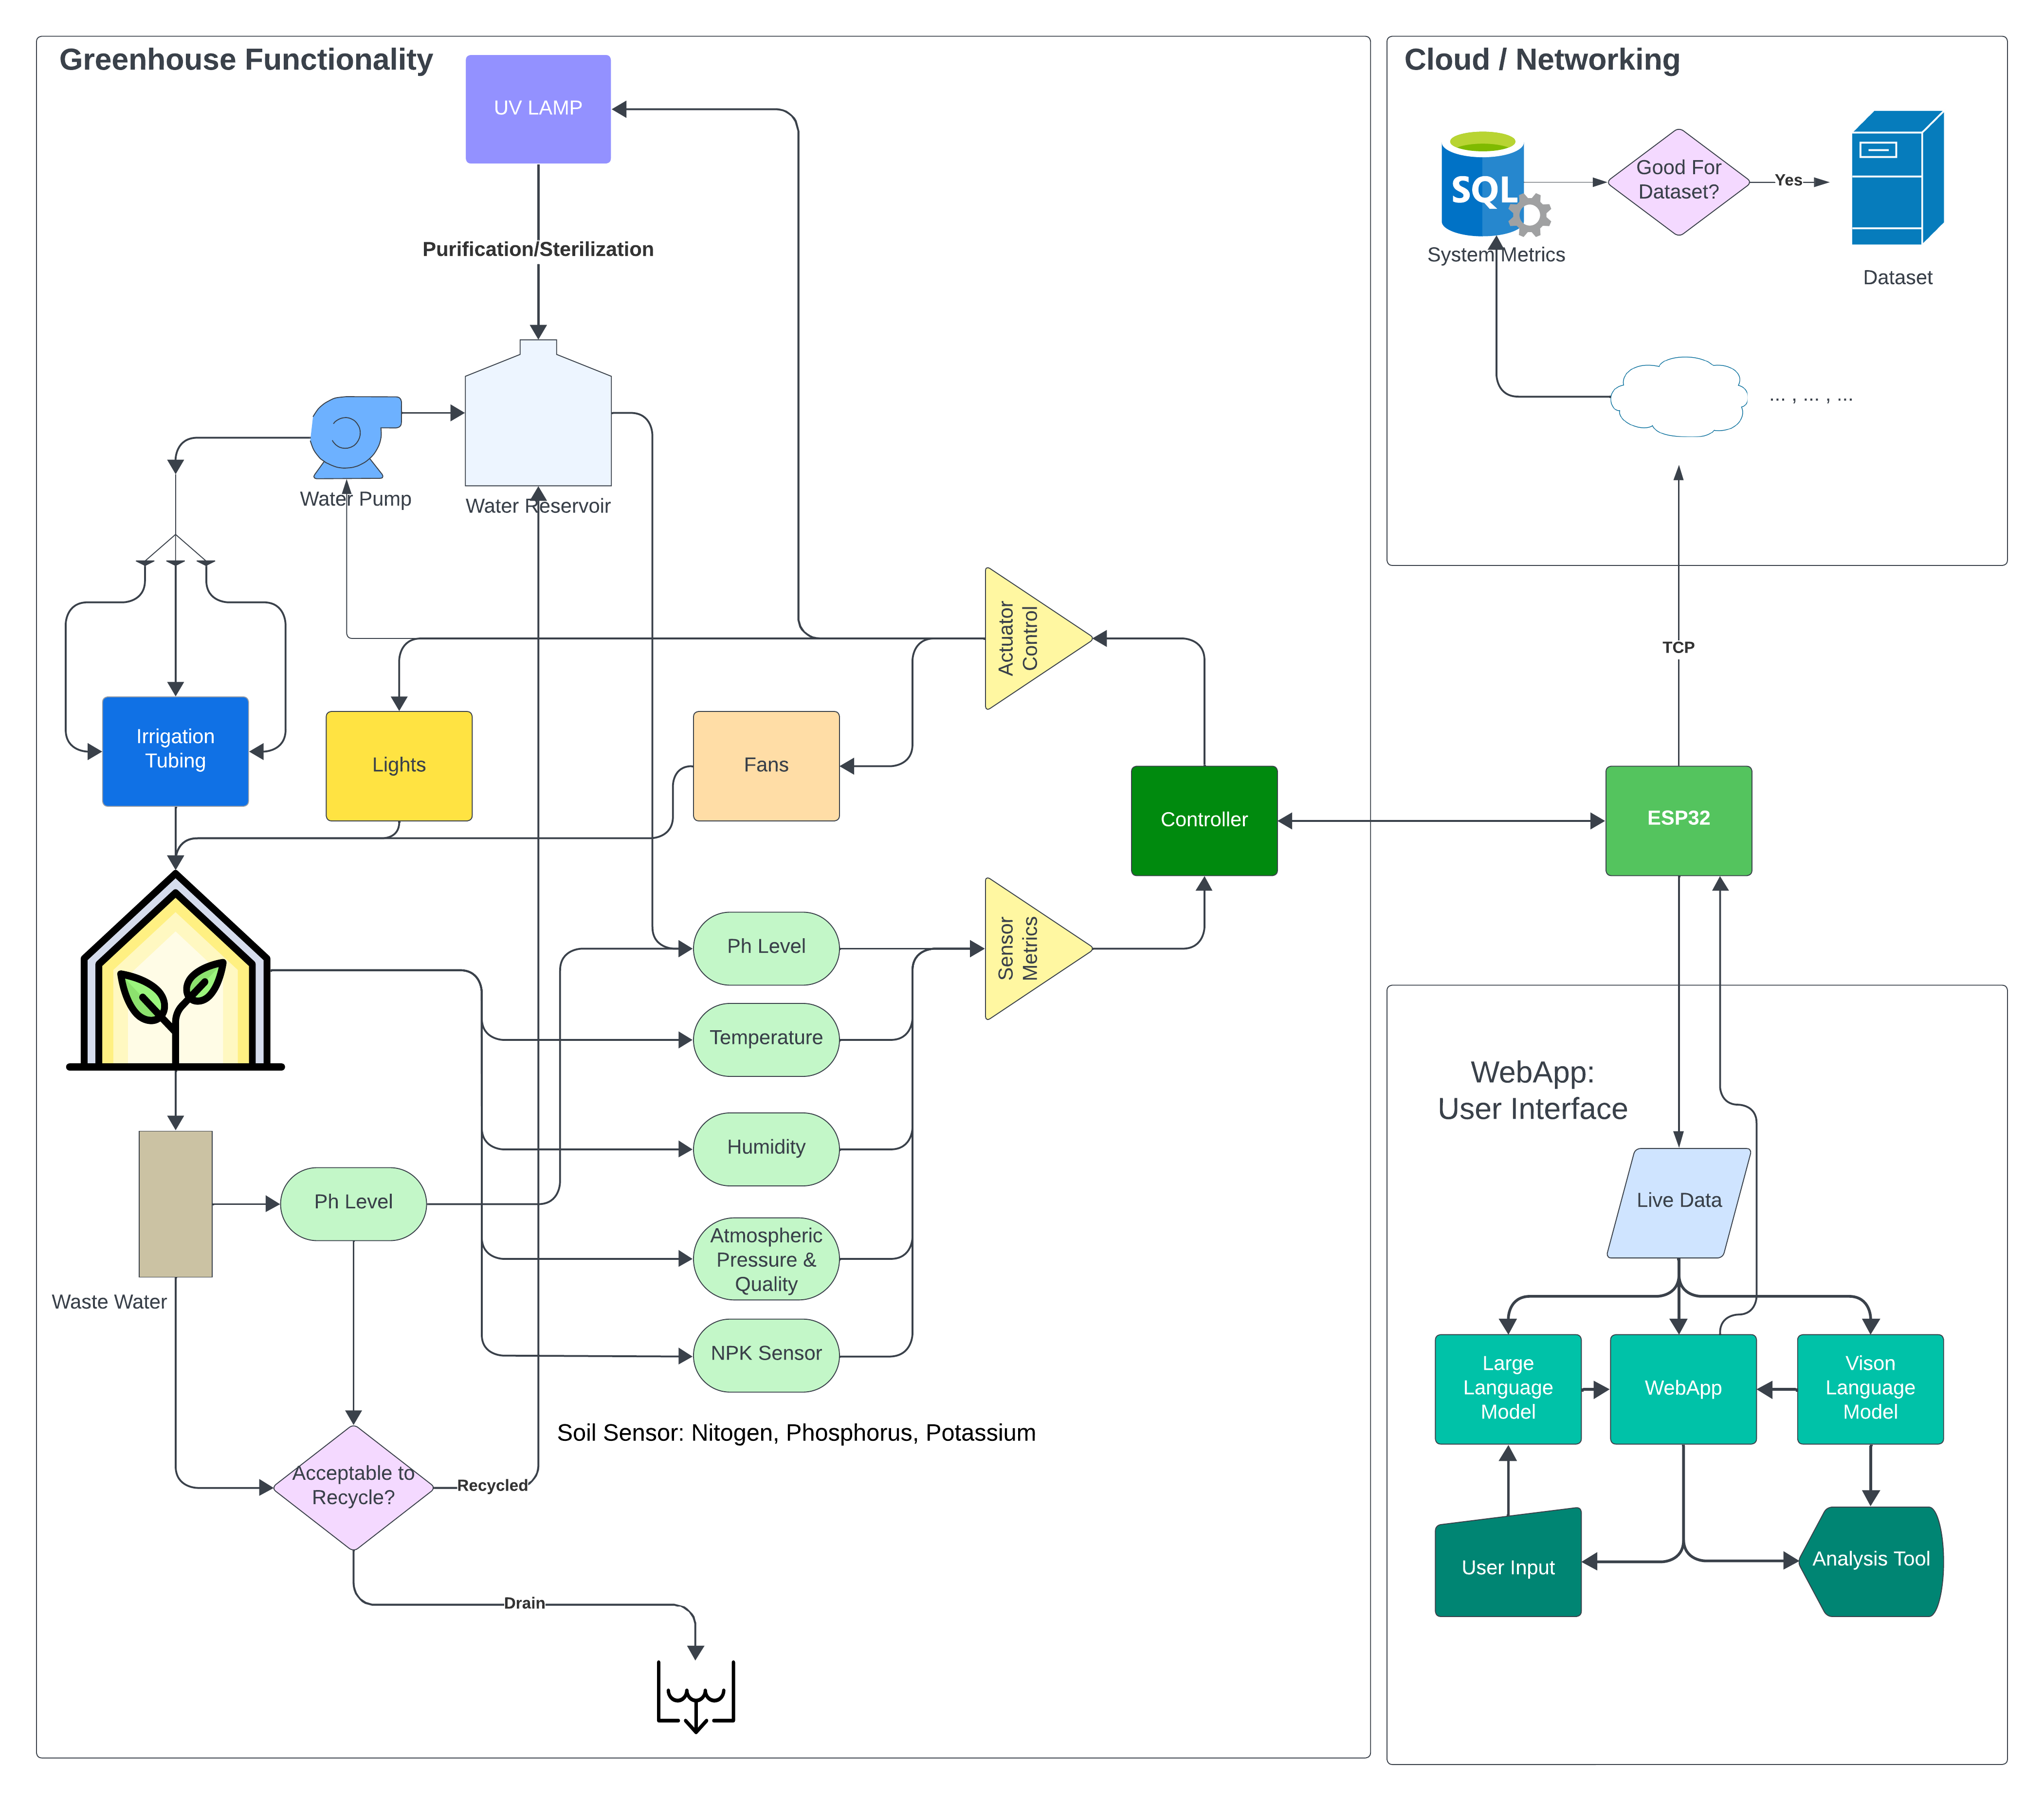 Greenhouse Functionality
UV LAMP
Purification/Sterilization
Water Pump
Water Reservoir
Actuator
Control
Irrigation
Tubing
Lights
Fans
Controller
Ph Level
Sensor
Metrics
Temperature
Humidity
Ph Level
Atmospheric
Pressure &
Quality
Waste Water
NPK Sensor
Soil Sensor: Nitogen, Phosphorus, Potassium
Acceptable to
Recycle?
Recycled
Drain
Cloud / Networking
SQL
System Metrics
Good For
Dataset?
Yes
Dataset
... , ... , ...
TCP
ESP32
WebApp:
User Interface
Live Data
Large
Language
Model
WebApp
Vison
Language
Model
User Input
Analysis Tool